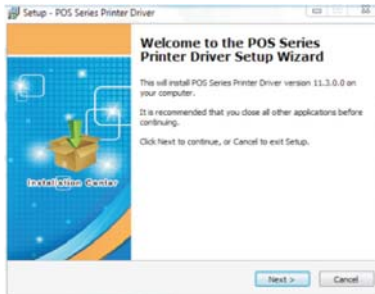 Setup - POS Series Printer Driver
Welcome to the POS Series
Printer Driver Setup Wizard
This will install POS Series Printer Driver version 11.3.0.0 on
your computer.
It is recommended that you close all other applications before
continuing.
Click Next to continue, or Cancel to exit Setup.
Installation Center
Next >
Cancel